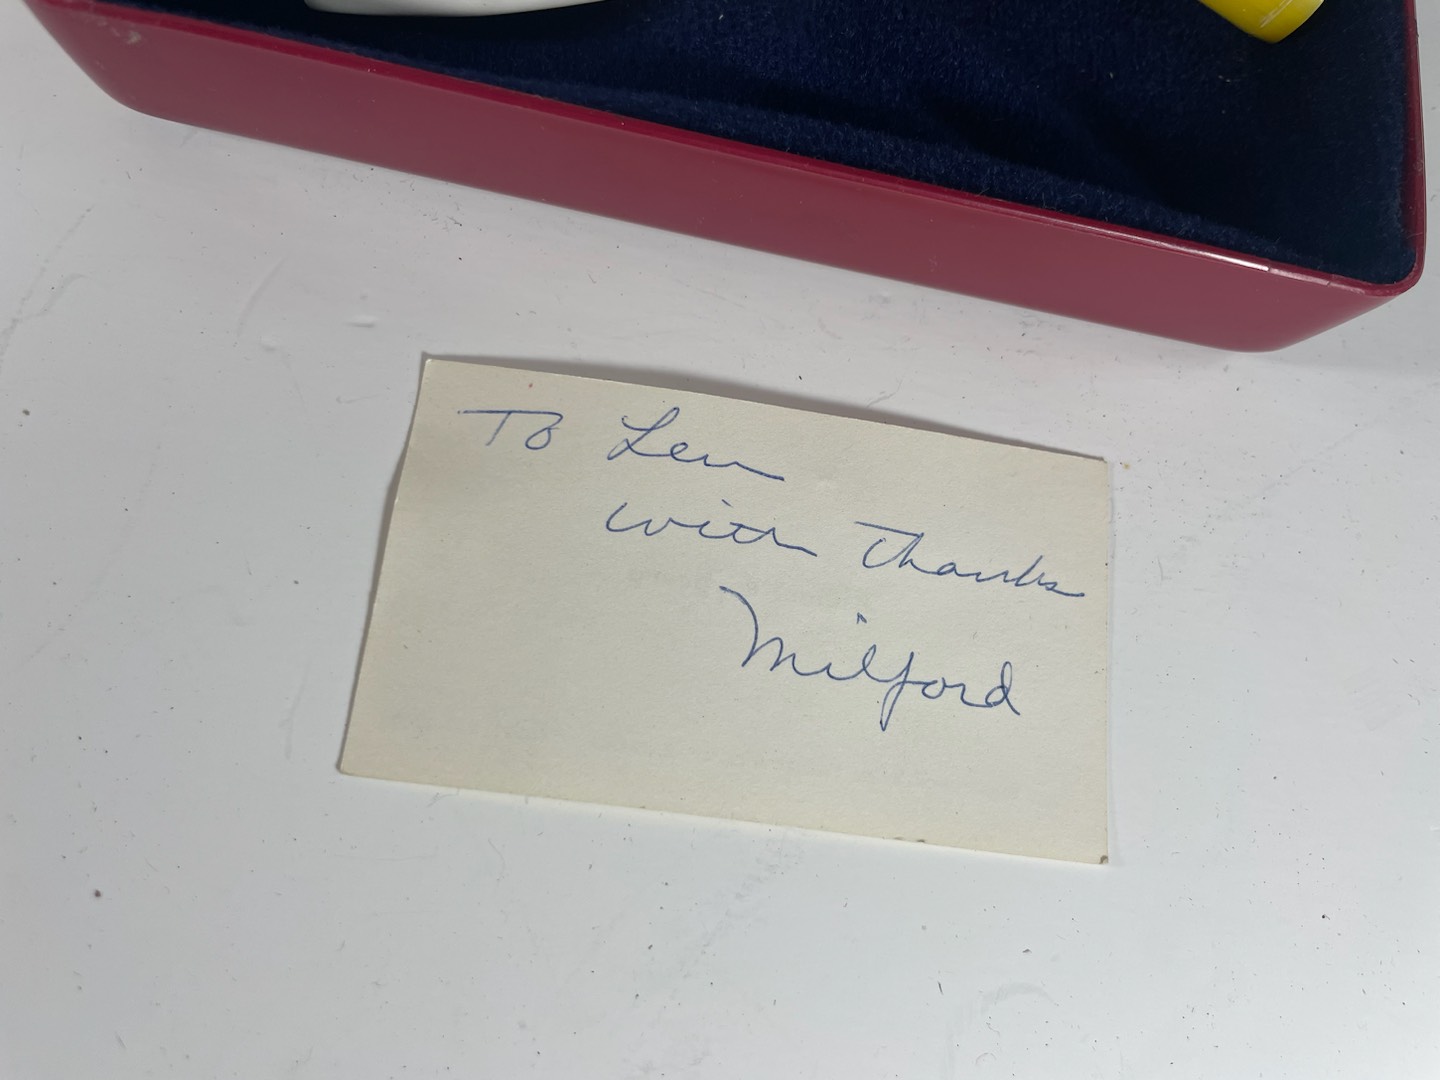 To Len
with Thanks
Milford